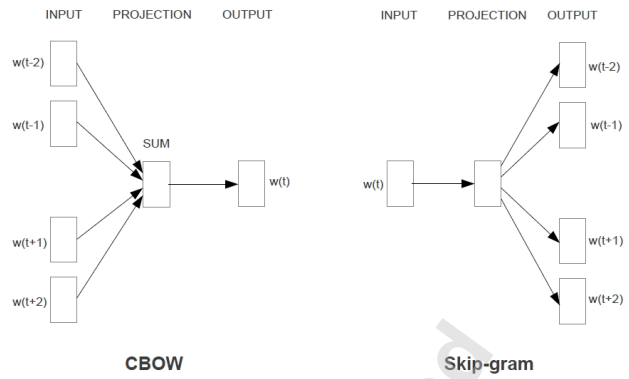 INPUT PROJECTION OUTPUT
w(t-2)
w(t-1)
SUM
w(t)
w(t+1)
w(t+2)
CBOW
INPUT PROJECTION OUTPUT
w(t-2)
w(t-1)
w(t)
w(t+1)
w(t+2)
Skip-gram